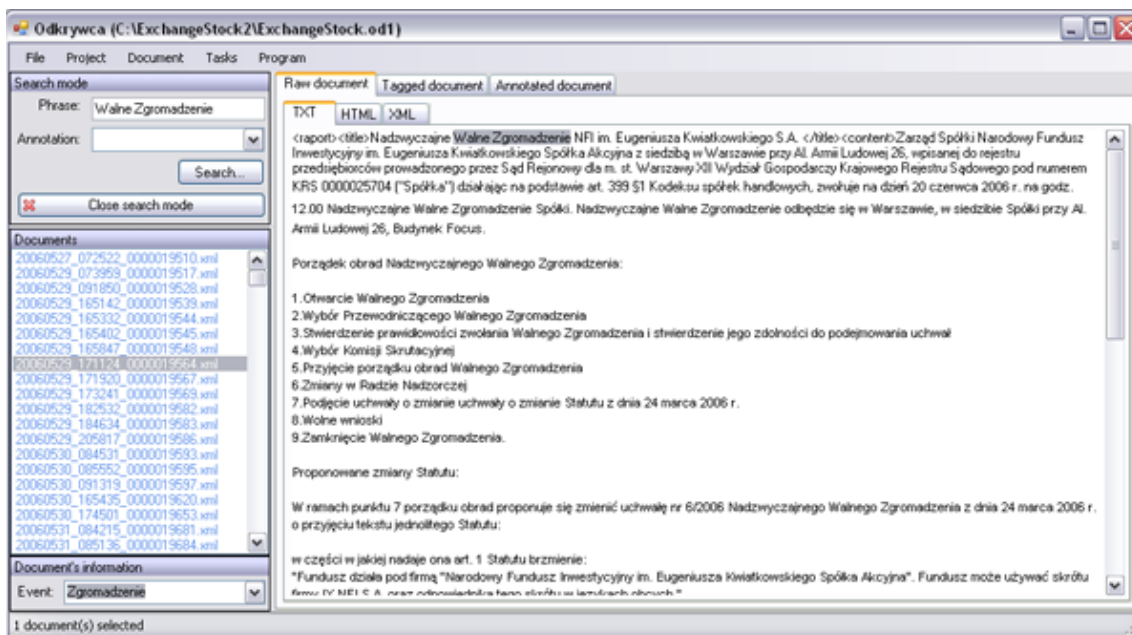 Odkrywca (C:\ExchangeStock2\ExchangeStock.od1)
File Project Document Tasks Program
Search mode
Phrase: Walne Zgromadzenie
Annotation:
Search...
Close search mode
Documents
20060527_072522_0000019510.xml
20060529_073959_0000019517.xml
20060529_091850_0000019528.xml
20060529_165142_0000019539.xml
20060529_165332_0000019544.xml
20060529_165402_0000019545.xml
20060529_165847_0000019548.xml
20060529_171124_0000019564.xml
20060529_171920_0000019567.xml
20060529_173241_0000019569.xml
20060529_182532_0000019582.xml
20060529_184634_0000019583.xml
20060529_205817_0000019586.xml
20060530_084531_0000019593.xml
20060530_085552_0000019595.xml
20060530_091319_0000019597.xml
20060530_165435_0000019620.xml
20060530_174501_0000019653.xml
20060531_084215_0000019681.xml
20060531_085136_0000019684.xml
Document's information
Event: Zgromadzenie
1 document(s) selected
Raw document Tagged document Annotated document
TXT HTML XML
<raport><title>Nadzwyczajne Walne Zgromadzenie NFI im. Eugeniusza Kwiatkowskiego S.A. </title><content>Zarząd Spółki Narodowy Fundusz
Inwestycyjny im. Eugeniusza Kwiatkowskiego Spółka Akcyjna z siedzibą w Warszawie przy Al. Armii Ludowej 26, wpisanej do rejestru
przedsiębiorców prowadzonego przez Sąd Rejonowy dla m. st. Warszawy XII Wydział Gospodarczy Krajowego Rejestru Sądowego pod numerem
KRS 0000025704 ("Spółka") działając na podstawie art. 399 §1 Kodeksu spółek handlowych, zwołuje na dzień 20 czerwca 2006 r. na godz.
12.00 Nadzwyczajne Walne Zgromadzenie Spółki. Nadzwyczajne Walne Zgromadzenie odbędzie się w Warszawie, w siedzibie Spółki przy Al.
Armii Ludowej 26, Budynek Focus.
Porządek obrad Nadzwyczajnego Walnego Zgromadzenia:
1.Otwarcie Walnego Zgromadzenia
2.Wybór Przewodniczącego Walnego Zgromadzenia
3.Stwierdzenie prawidłowości zwołania Walnego Zgromadzenia i stwierdzenie jego zdolności do podejmowania uchwał
4.Wybór Komisji Skrutacyjnej
5.Przyjęcie porządku obrad Walnego Zgromadzenia
6.Zmiany w Radzie Nadzorczej
7.Podjęcie uchwały o zmianie uchwały o zmianie Statutu z dnia 24 marca 2006 r.
8.Wolne wnioski
9.Zamknięcie Walnego Zgromadzenia.
Proponowane zmiany Statutu:
W ramach punktu 7 porządku obrad proponuje się zmienić uchwałę nr 6/2006 Nadzwyczajnego Walnego Zgromadzenia z dnia 24 marca 2006 r.
o przyjęciu tekstu jednolitego Statutu:
w części w jakiej nadaje ona art. 1 Statutu brzmienie:
"Fundusz działa pod firmą "Narodowy Fundusz Inwestycyjny im. Eugeniusza Kwiatkowskiego Spółka Akcyjna". Fundusz może używać skrótu
firmy IX NFI S.A. oraz odpowiednika tego skrótu w językach obcych."